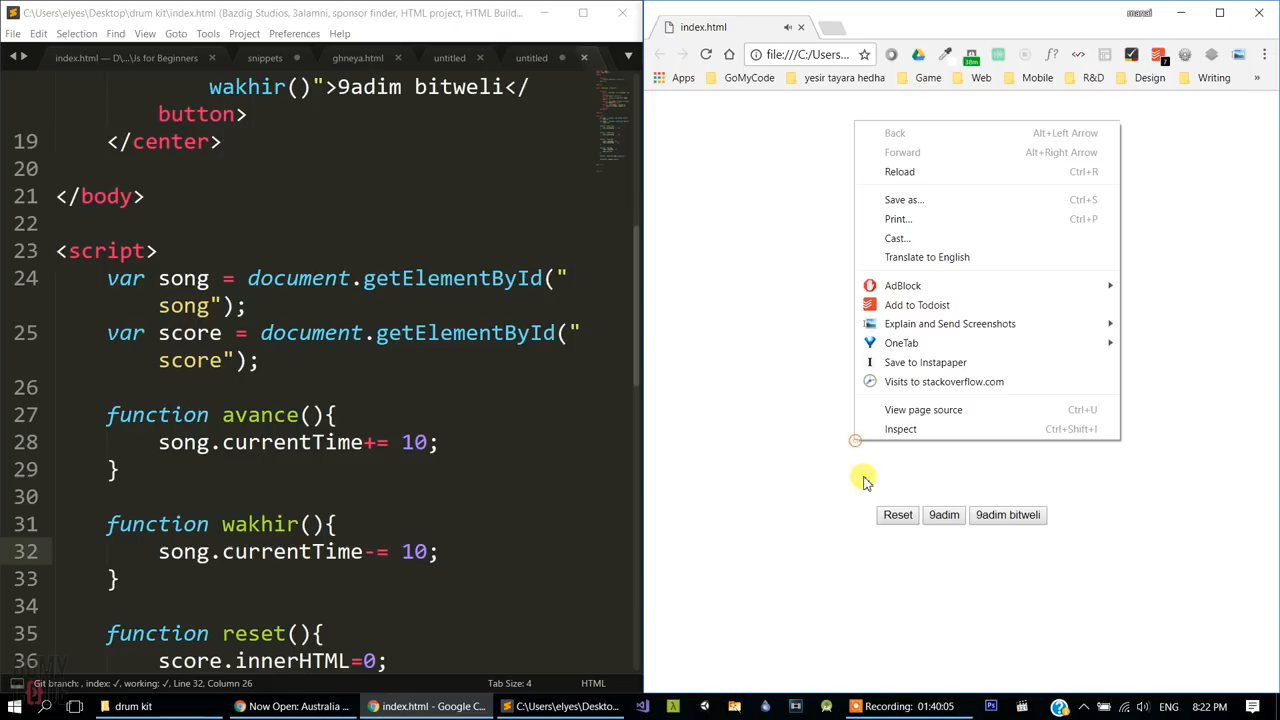 C:\Users\elyes\Desktop\drum kit\index.html (Bazdig Studios, 3alamni, sponsor finder, HTML project, HTML Build...
File Edit Selection Find View Goto Tools Project Preferences Help
index.html — D:...\Us for Beginners snippets ghneya.html untitled untitled
wakhir()">9adim bitweli</
button>
19 </center>
20
21 </body>
22
23 <script>
24 var song = document.getElementById("
song");
25 var score = document.getElementById("
score");
26
27 function avance(){
28 song.currentTime+= 10;
29 }
30
31 function wakhir(){
32 song.currentTime-= 10;
33 }
34
35 function reset(){
36 score.innerHTML=0;
Git branch: , index: ✓, working: ✓, Line 32, Column 26 Tab Size: 4 HTML
index.html
manai
file:///C:/Users...
38m
7
Apps GoMyCode yesir tayara hedha Game Web Mobile R&D Design Writing
Back Alt+Left Arrow
Forward Alt+Right Arrow
Reload Ctrl+R
Save as... Ctrl+S
Print... Ctrl+P
Cast...
Translate to English
AdBlock
Add to Todoist
Explain and Send Screenshots
OneTab
Save to Instapaper
Visits to stackoverflow.com
View page source Ctrl+U
Inspect Ctrl+Shift+I
Reset 9adim 9adim bitweli
drum kit Now Open: Australia ... index.html - Google C... C:\Users\elyes\Deskto... Recording: 1:40:05 8:22 PM